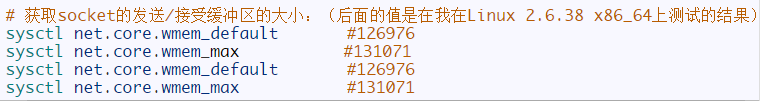 # 获取socket的发送/接受缓冲区的大小：（后面的值是在我在Linux 2.6.38 x86_64上测试的结果）
sysctl net.core.wmem_default #126976
sysctl net.core.wmem_max #131071
sysctl net.core.wmem_default #126976
sysctl net.core.wmem_max #131071